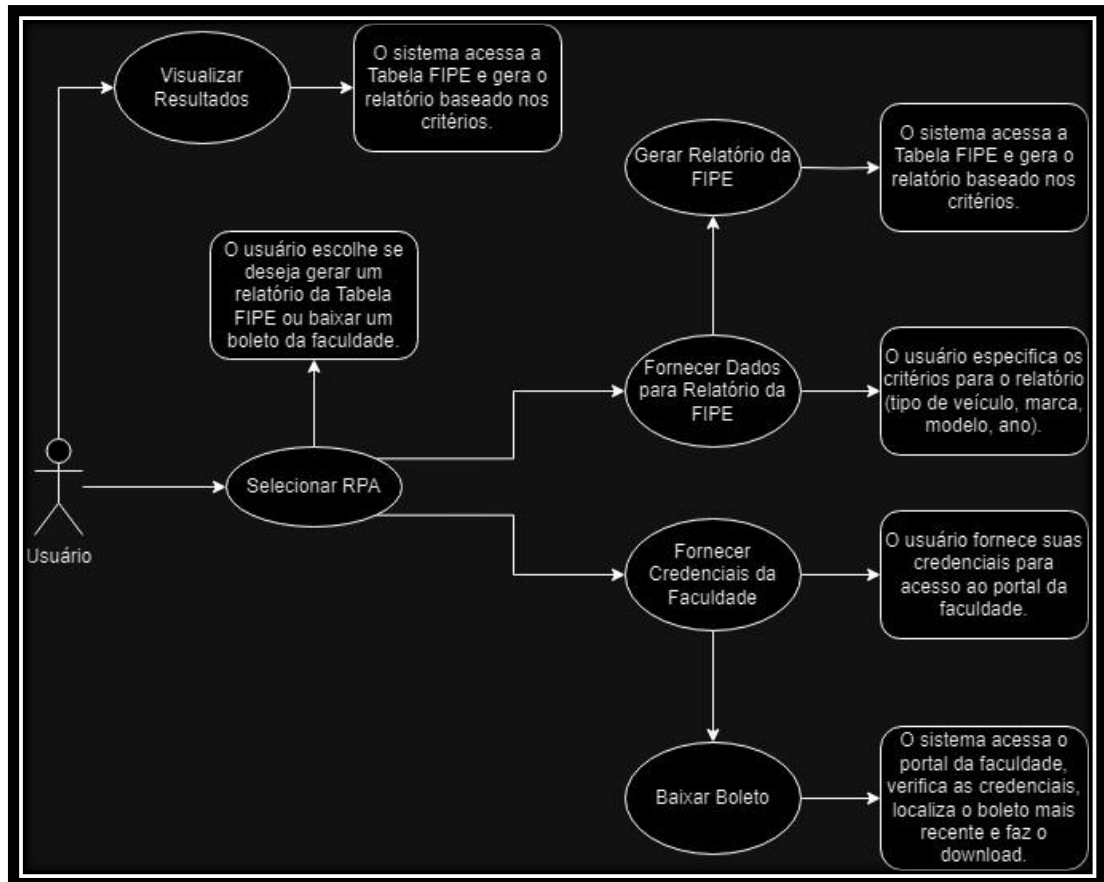 Visualizar
Resultados
O sistema acessa a
Tabela FIPE e gera o
relatório baseado nos
critérios.
Gerar Relatório da
FIPE
O sistema acessa a
Tabela FIPE e gera o
relatório baseado nos
critérios.
O usuário escolhe se
deseja gerar um
relatório da Tabela
FIPE ou baixar um
boleto da faculdade.
Fornecer Dados
para Relatório da
FIPE
O usuário especifica os
critérios para o relatório
(tipo de veículo, marca,
modelo, ano).
Usuário
Selecionar RPA
Fornecer
Credenciais da
Faculdade
O usuário fornece suas
credenciais para
acesso ao portal da
faculdade.
Baixar Boleto
O sistema acessa o
portal da faculdade,
verifica as credenciais,
localiza o boleto mais
recente e faz o
download.